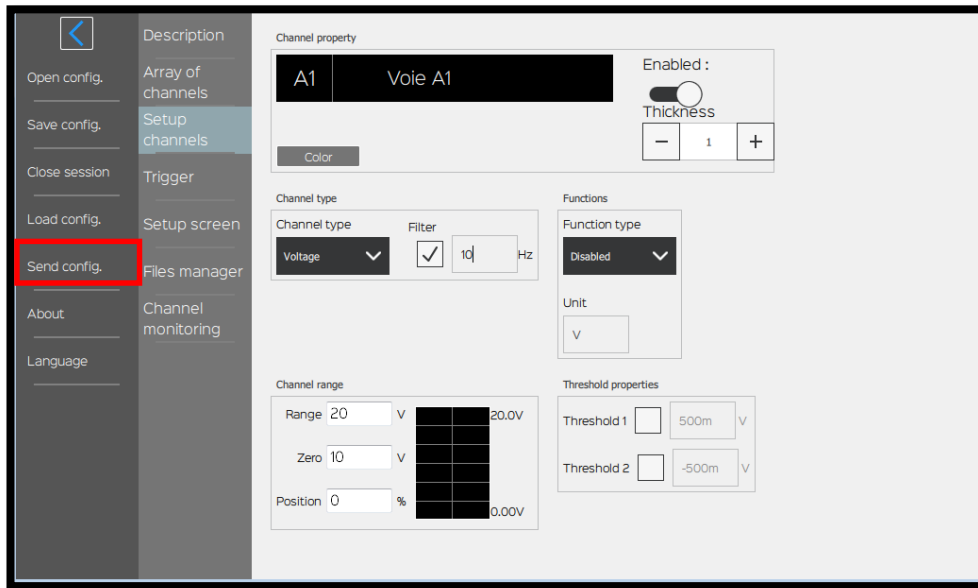 Open config.
Save config.
Close session
Load config.
Send config.
About
Language
Description
Array of
channels
Setup
channels
Trigger
Setup screen
Files manager
Channel
monitoring
Channel property
A1 Voie A1
Color
Enabled :
Thickness
− 1 +
Channel type
Channel type
Voltage
Filter
10 Hz
Functions
Function type
Disabled
Unit
V
Channel range
Range 20 V
Zero 10 V
Position 0 %
20.0V
0.00V
Threshold properties
Threshold 1 500m V
Threshold 2 -500m V